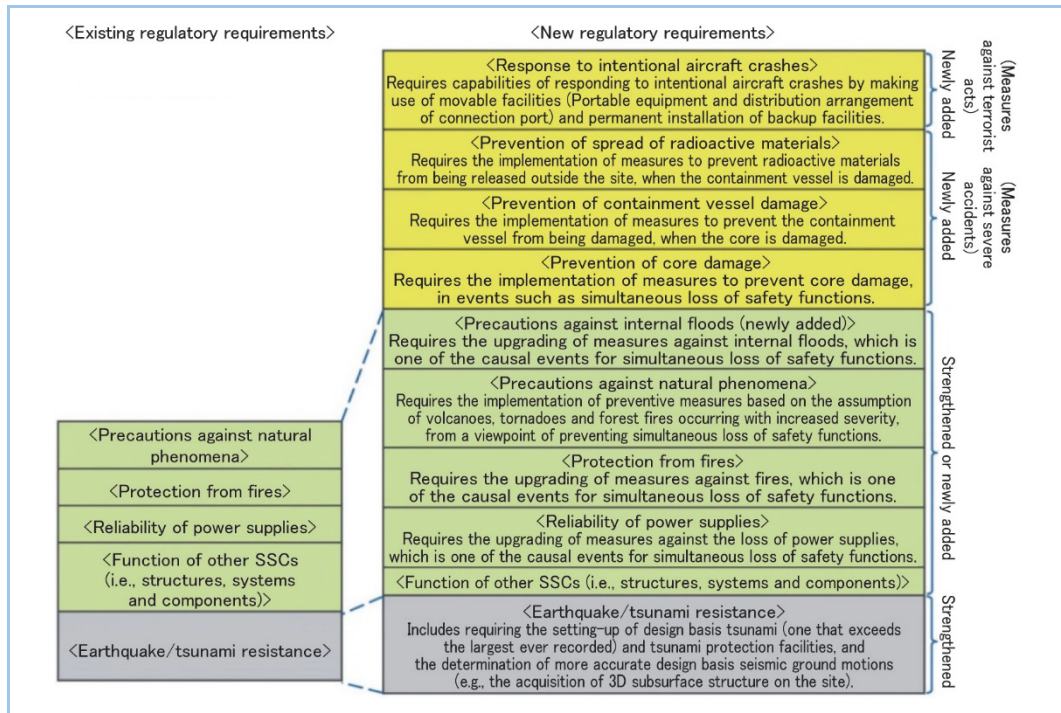 <Existing regulatory requirements>
<New regulatory requirements>
<Response to intentional aircraft crashes>
Requires capabilities of responding to intentional aircraft crashes by making
use of movable facilities (Portable equipment and distribution arrangement
of connection port) and permanent installation of backup facilities.
<Prevention of spread of radioactive materials>
Requires the implementation of measures to prevent radioactive materials
from being released outside the site, when the containment vessel is damaged.
<Prevention of containment vessel damage>
Requires the implementation of measures to prevent the containment
vessel from being damaged, when the core is damaged.
<Prevention of core damage>
Requires the implementation of measures to prevent core damage,
in events such as simultaneous loss of safety functions.
<Precautions against internal floods (newly added)>
Requires the upgrading of measures against internal floods, which is
one of the causal events for simultaneous loss of safety functions.
<Precautions against natural phenomena>
Requires the implementation of preventive measures based on the assumption
of volcanoes, tornadoes and forest fires occurring with increased severity,
from a viewpoint of preventing simultaneous loss of safety functions.
<Protection from fires>
Requires the upgrading of measures against fires, which is one
of the causal events for simultaneous loss of safety functions.
<Reliability of power supplies>
Requires the upgrading of measures against the loss of power supplies,
which is one of the causal events for simultaneous loss of safety functions.
<Function of other SSCs (i.e., structures, systems and components)>
<Earthquake/tsunami resistance>
Includes requiring the setting-up of design basis tsunami (one that exceeds
the largest ever recorded) and tsunami protection facilities, and
the determination of more accurate design basis seismic ground motions
(e.g., the acquisition of 3D subsurface structure on the site).
<Precautions against natural
phenomena>
<Protection from fires>
<Reliability of power supplies>
<Function of other SSCs
(i.e., structures, systems
and components)>
<Earthquake/tsunami resistance>
Newly added
(Measures
against terrorist
acts)
Newly added
(Measures
against severe
accidents)
Strengthened or newly added
Strengthened